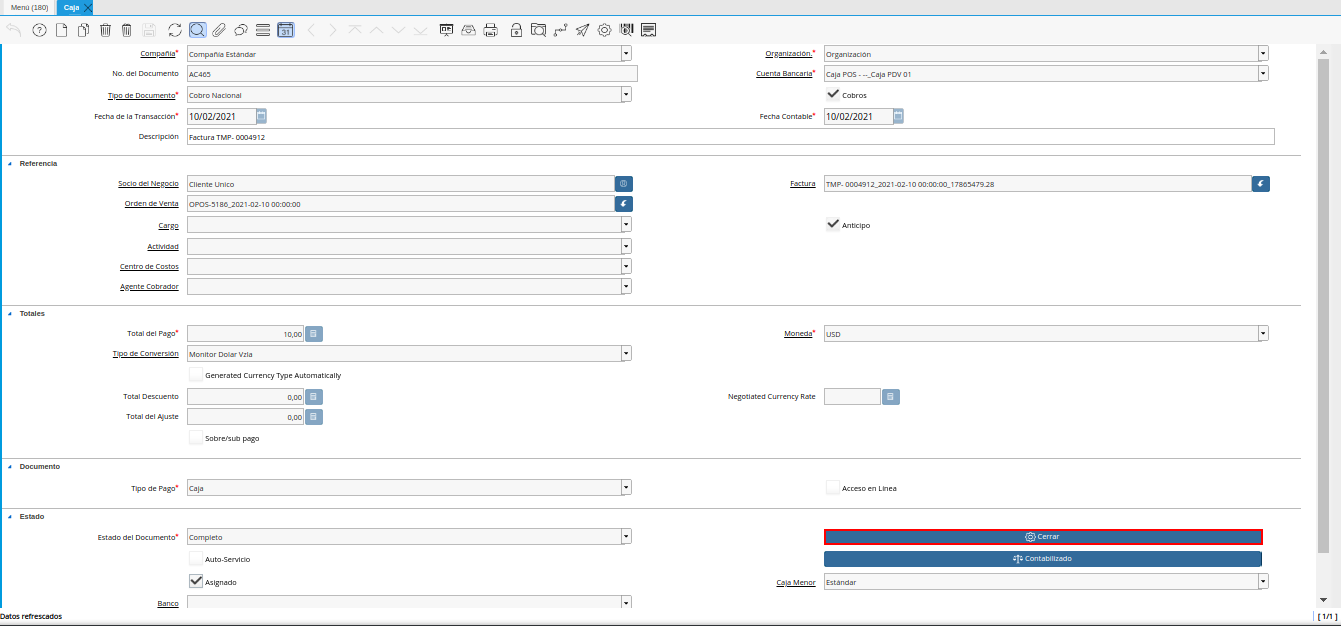 Menú (180) Caja
31
Compañía* Compañía Estándar Organización.* Organización
No. del Documento AC465 Cuenta Bancaria* Caja POS - --_Caja PDV 01
Tipo de Documento* Cobro Nacional Cobros
Fecha de la Transacción* 10/02/2021 Fecha Contable* 10/02/2021
Descripción Factura TMP- 0004912
Referencia
Socio del Negocio Cliente Unico Factura TMP- 0004912_2021-02-10 00:00:00_17865479.28
Orden de Venta OPOS-5186_2021-02-10 00:00:00
Cargo Anticipo
Actividad
Centro de Costos
Agente Cobrador
Totales
Total del Pago* 10,00 Moneda* USD
Tipo de Conversión Monitor Dolar Vzla
Generated Currency Type Automatically
Total Descuento 0,00 Negotiated Currency Rate
Total del Ajuste 0,00
Sobre/sub pago
Documento
Tipo de Pago* Caja Acceso en Línea
Estado
Estado del Documento* Completo Cerrar
Auto-Servicio Contabilizado
Asignado Caja Menor Estándar
Banco
Datos refrescados [ 1/1 ]